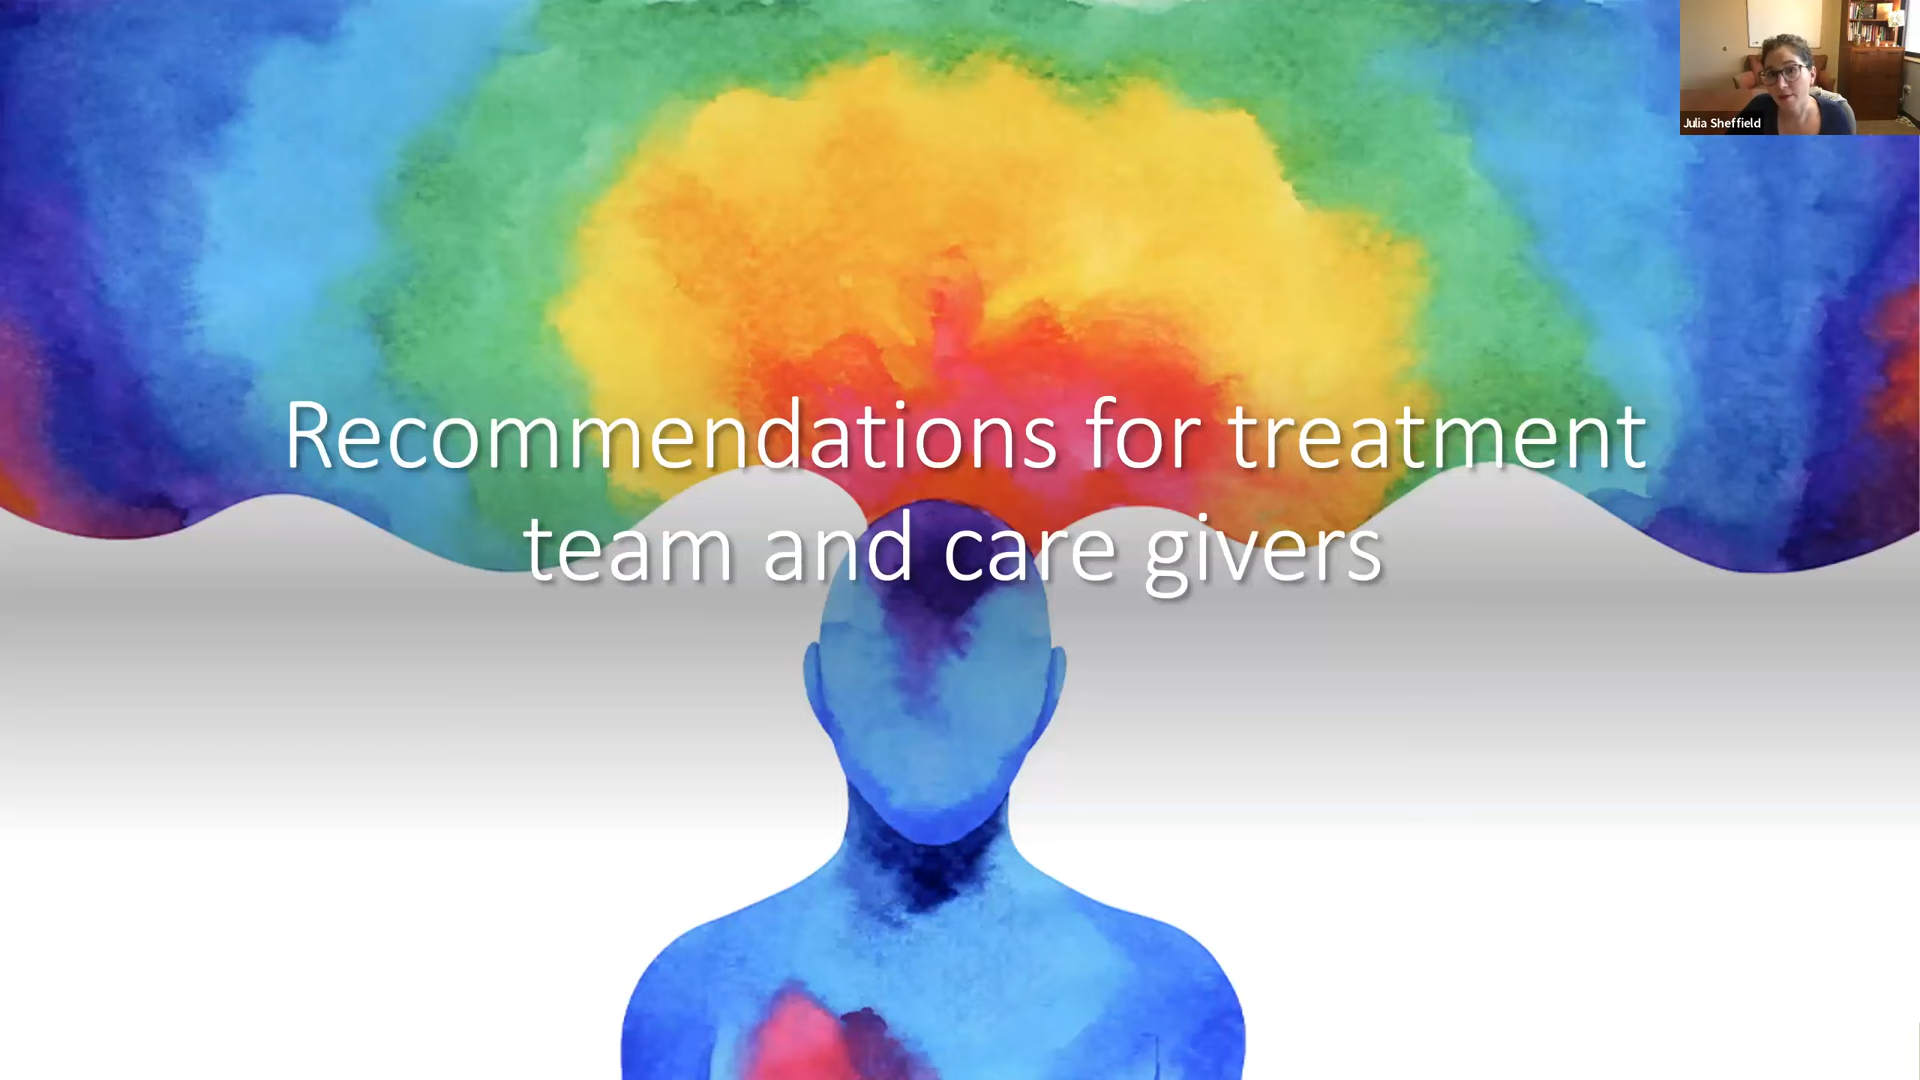 Julia Sheffield
Recommendations for treatment
team and care givers